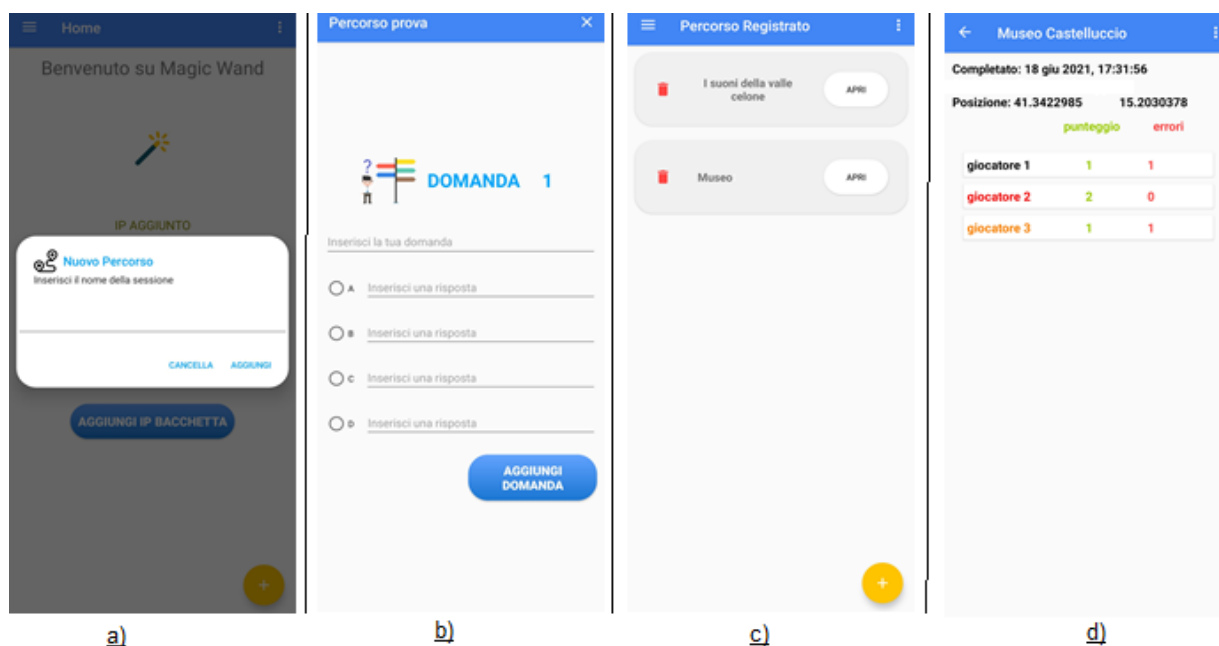 Home
Benvenuto su Magic Wand
IP AGGIUNTO
Nuovo Percorso
Inserisci il nome della sessione
CANCELLA AGGIUNGI
AGGIUNGI IP BACCHETTA
+
a)
Percorso prova ×
?
DOMANDA 1
Inserisci la tua domanda
A Inserisci una risposta
B Inserisci una risposta
C Inserisci una risposta
D Inserisci una risposta
AGGIUNGI
DOMANDA
b)
Percorso Registrato
I suoni della valle
celone
APRI
Museo APRI
+
c)
Museo Castelluccio
Completato: 18 giu 2021, 17:31:56
Posizione: 41.3422985 15.2030378
punteggio errori
giocatore 1 1 1
giocatore 2 2 0
giocatore 3 1 1
d)